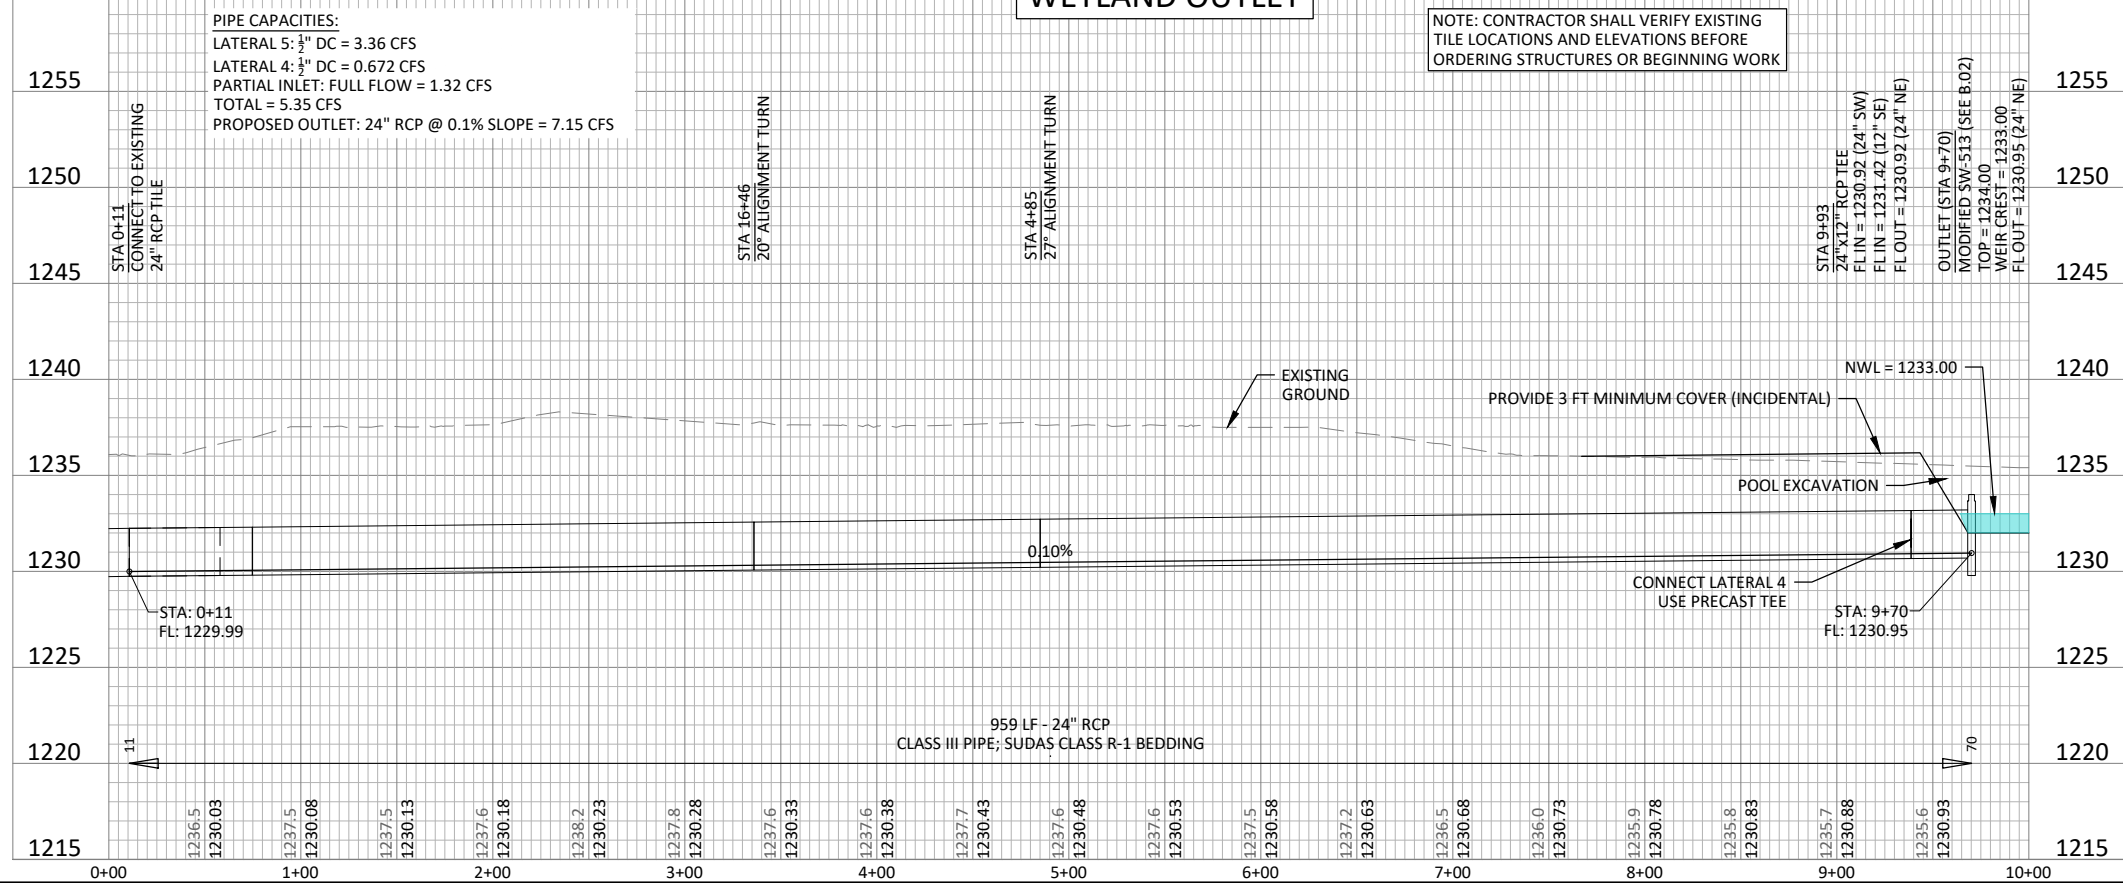 WETLAND OUTLET
PIPE CAPACITIES:
LATERAL 5: ½" DC = 3.36 CFS
LATERAL 4: ½" DC = 0.672 CFS
PARTIAL INLET: FULL FLOW = 1.32 CFS
TOTAL = 5.35 CFS
PROPOSED OUTLET: 24" RCP @ 0.1% SLOPE = 7.15 CFS
NOTE: CONTRACTOR SHALL VERIFY EXISTING
TILE LOCATIONS AND ELEVATIONS BEFORE
ORDERING STRUCTURES OR BEGINNING WORK
1255
1250
1245
1240
1235
1230
1225
1220
1215
STA 0+11
CONNECT TO EXISTING
24" RCP TILE
STA 16+46
20° ALIGNMENT TURN
STA 4+85
27° ALIGNMENT TURN
STA 9+93
24"x12" RCP TEE
FL IN = 1230.92 (24" SW)
FL IN = 1231.42 (12" SE)
FL OUT = 1230.92 (24" NE)
OUTLET (STA 9+70)
MODIFIED SW-513 (SEE B.02)
TOP = 1234.00
WEIR CREST = 1233.00
FL OUT = 1230.95 (24" NE)
1255
1250
1245
1240
1235
1230
1225
1220
1215
EXISTING
GROUND
NWL = 1233.00
PROVIDE 3 FT MINIMUM COVER (INCIDENTAL)
POOL EXCAVATION
0.10%
CONNECT LATERAL 4
USE PRECAST TEE
STA: 0+11
FL: 1229.99
STA: 9+70
FL: 1230.95
959 LF - 24" RCP
CLASS III PIPE; SUDAS CLASS R-1 BEDDING
11
70
1236.5
1230.03
1237.5
1230.08
1237.5
1230.13
1237.6
1230.18
1238.2
1230.23
1237.8
1230.28
1237.6
1230.33
1237.6
1230.38
1237.7
1230.43
1237.6
1230.48
1237.6
1230.53
1237.5
1230.58
1237.2
1230.63
1236.5
1230.68
1236.0
1230.73
1235.9
1230.78
1235.8
1230.83
1235.7
1230.88
1235.6
1230.93
0+00 1+00 2+00 3+00 4+00 5+00 6+00 7+00 8+00 9+00 10+00